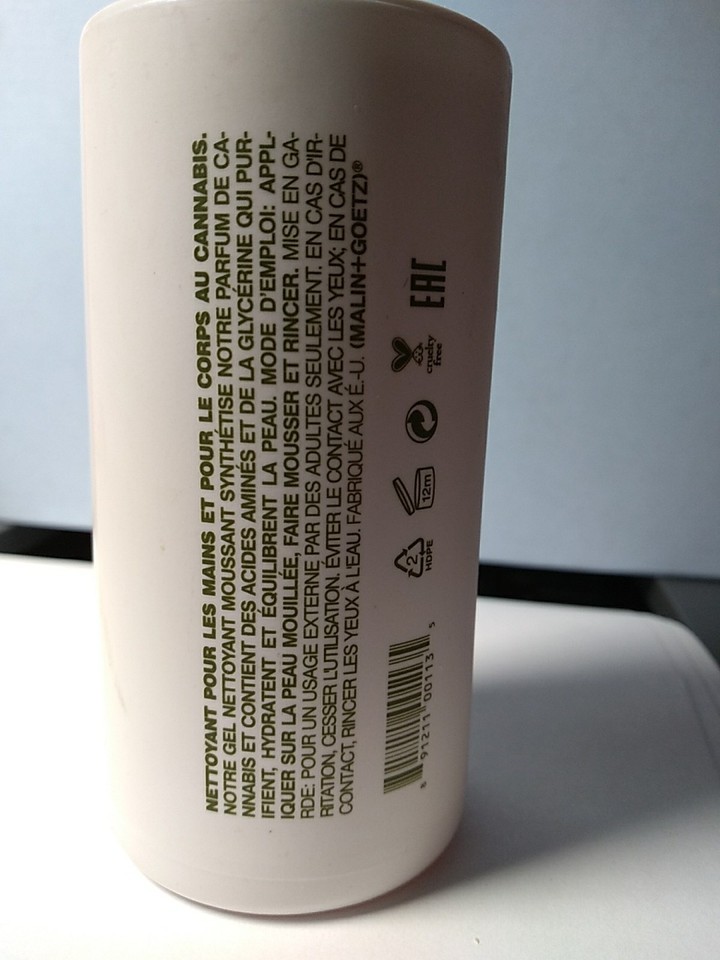 NETTOYANT POUR LES MAINS ET POUR LE CORPS AU CANNABIS.
NOTRE GEL NETTOYANT MOUSSANT SYNTHÉTISE NOTRE PARFUM DE CA-
NNABIS ET CONTIENT DES ACIDES AMINÉS ET DE LA GLYCÉRINE QUI PUR-
IFIENT, HYDRATENT ET ÉQUILIBRENT LA PEAU. MODE D'EMPLOI: APPL-
IQUER SUR LA PEAU MOUILLÉE, FAIRE MOUSSER ET RINCER. MISE EN GA-
RDE: POUR UN USAGE EXTERNE PAR DES ADULTES SEULEMENT. EN CAS D'IR-
RITATION, CESSER L'UTILISATION. ÉVITER LE CONTACT AVEC LES YEUX; EN CAS DE
CONTACT, RINCER LES YEUX À L'EAU. FABRIQUÉ AUX É.-U. (MALIN+GOETZ)®
8 91211 00113 5
2
HDPE
12m
cruelty
free
EAC